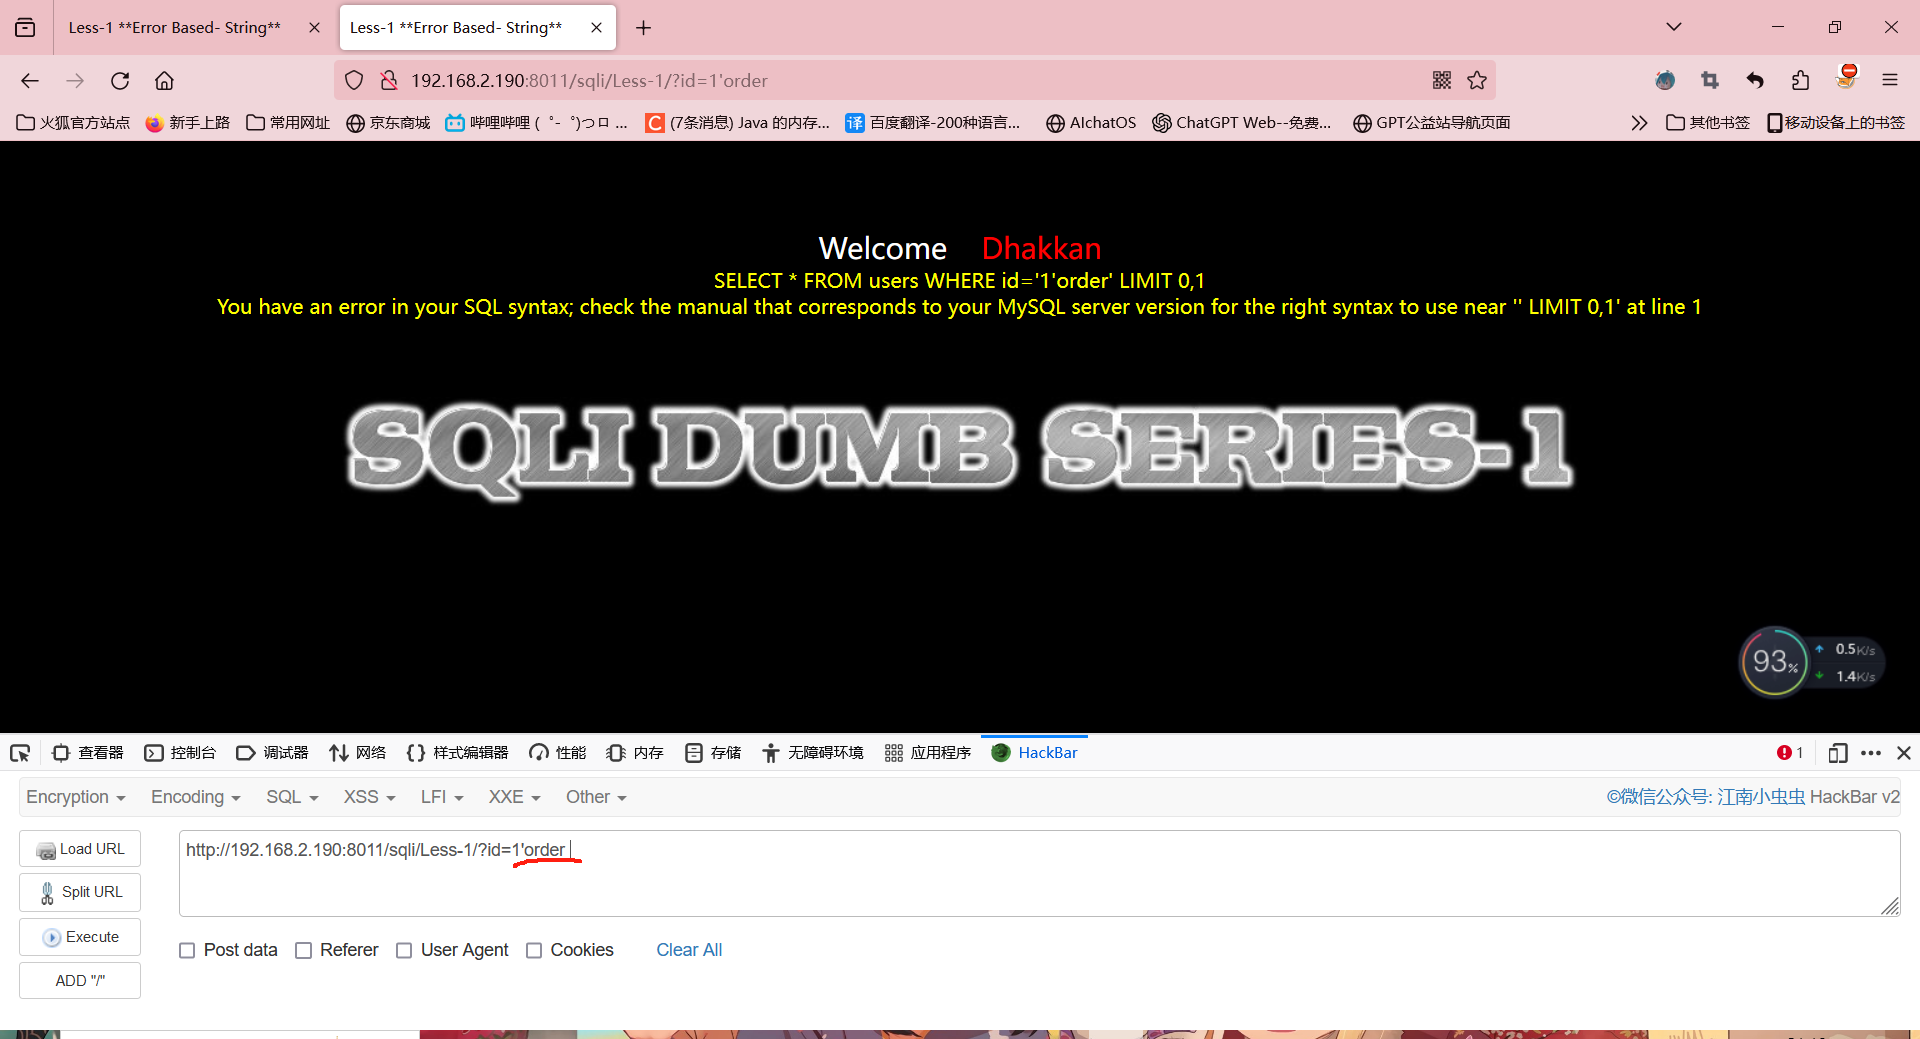 Less-1 **Error Based- String**
Less-1 **Error Based- String**
192.168.2.190:8011/sqli/Less-1/?id=1'order
火狐官方站点 新手上路 常用网址 京东商城 哔哩哔哩 ( ゜- ゜)つロ ... (7条消息) Java 的内存... 百度翻译-200种语言... AIchatOS ChatGPT Web--免费... GPT公益站导航页面 其他书签 移动设备上的书签
Welcome Dhakkan
SELECT * FROM users WHERE id='1'order' LIMIT 0,1
You have an error in your SQL syntax; check the manual that corresponds to your MySQL server version for the right syntax to use near '' LIMIT 0,1' at line 1
SQLI DUMB SERIES-1
93%
0.5K/s
1.4K/s
查看器 控制台 调试器 网络 样式编辑器 性能 内存 存储 无障碍环境 应用程序 HackBar 1
Encryption Encoding SQL XSS LFI XXE Other ©微信公众号: 江南小虫虫 HackBar v2
Load URL
http://192.168.2.190:8011/sqli/Less-1/?id=1'order
Split URL
Execute
Post data Referer User Agent Cookies Clear All
ADD "/"